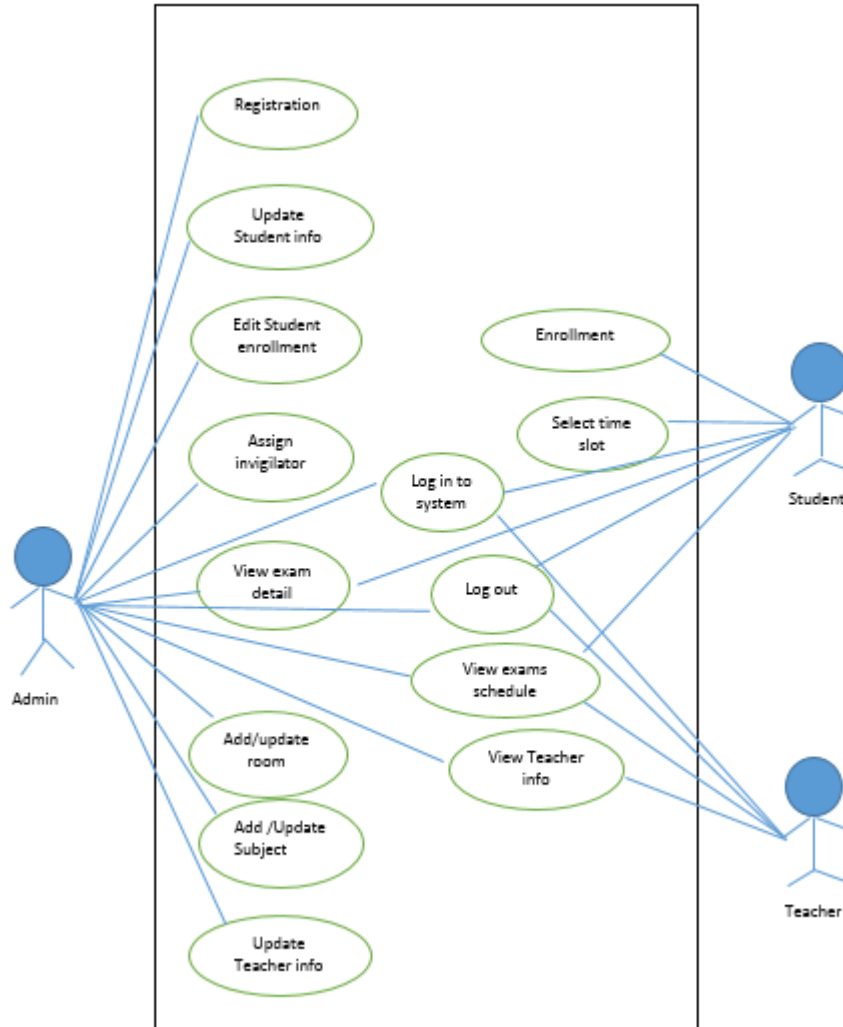 Registration
Update
Student info
Edit Student
enrollment
Enrollment
Assign
invigilator
Select time
slot
Log in to
system
Student
View exam
detail
Log out
Admin
View exams
schedule
Add/update
room
View Teacher
info
Add /Update
Subject
Teacher
Update
Teacher info